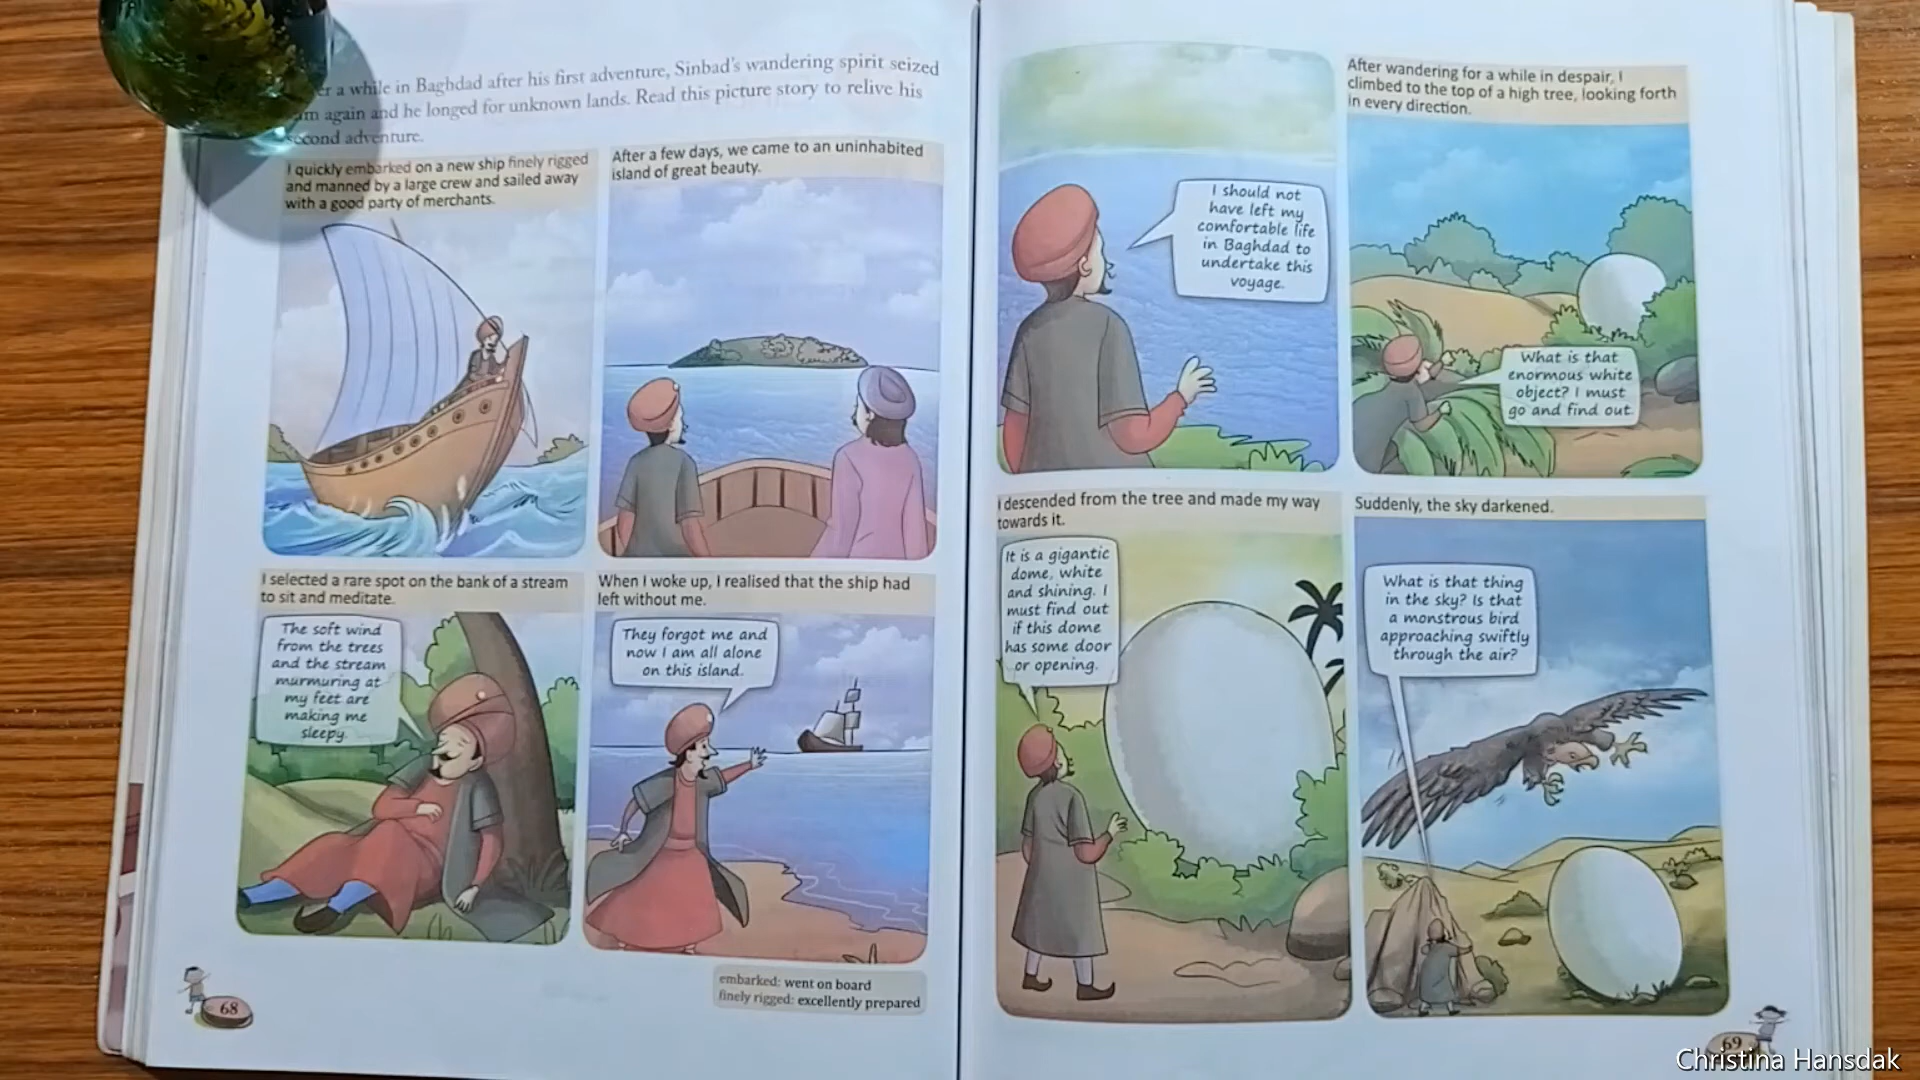 a while in Baghdad after his first adventure, Sinbad's wandering spirit seized
again and he longed for unknown lands. Read this picture story to relive his
second adventure.
I quickly embarked on a new ship finely rigged
and manned by a large crew and sailed away
with a good party of merchants.
After a few days, we came to an uninhabited
island of great beauty.
I selected a rare spot on the bank of a stream
to sit and meditate.
The soft wind
from the trees
and the stream
murmuring at
my feet are
making me
sleepy.
When I woke up, I realised that the ship had
left without me.
They forgot me and
now I am all alone
on this island.
embarked: went on board
finely rigged: excellently prepared
68
I should not
have left my
comfortable life
in Baghdad to
undertake this
voyage.
After wandering for a while in despair, I
climbed to the top of a high tree, looking forth
in every direction.
What is that
enormous white
object? I must
go and find out.
I descended from the tree and made my way
towards it.
It is a gigantic
dome, white
and shining. I
must find out
if this dome
has some door
or opening.
Suddenly, the sky darkened.
What is that thing
in the sky? Is that
a monstrous bird
approaching swiftly
through the air?
69
Christina Hansdak